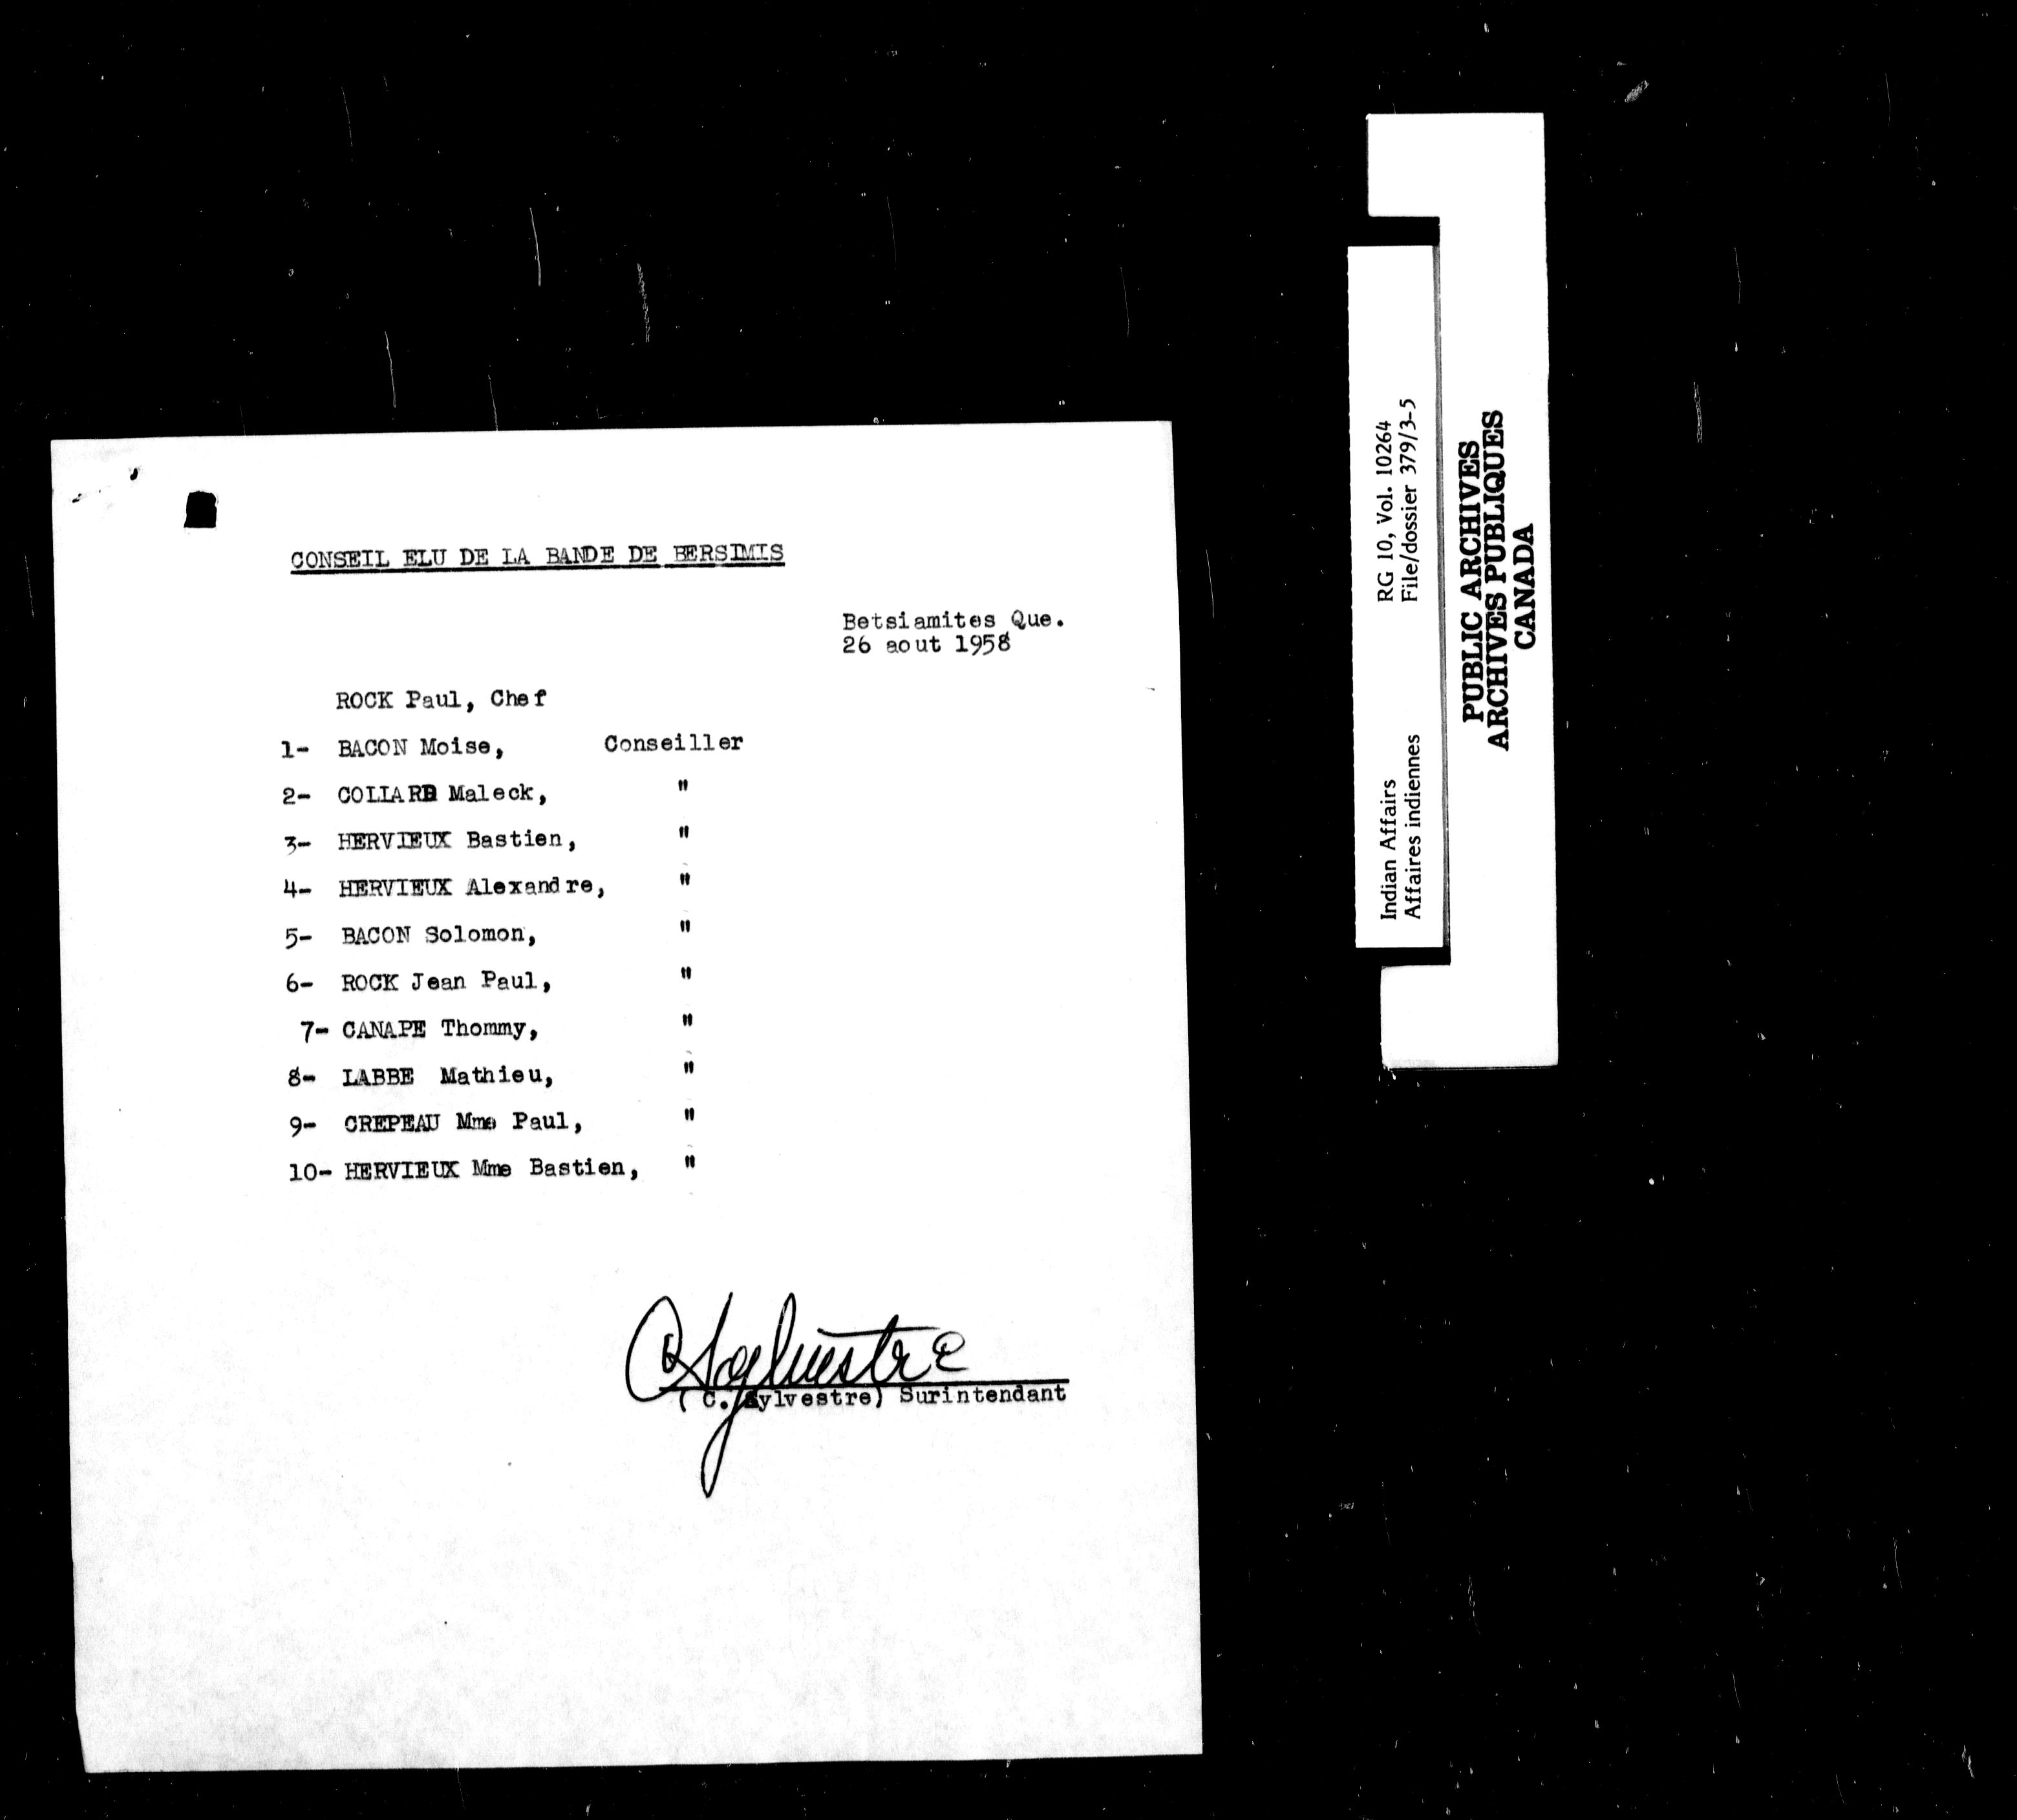 CONSEIL ELU DE LA BANDE DE BERSIMIS
Betsiamites Que.
26 aout 1958
ROCK Paul, Chef
1- BACON Moise, Conseiller
2- COLLARD Maleck, "
3- HERVIEUX Bastien, "
4- HERVIEUX Alexandre, "
5- BACON Solomon, "
6- ROCK Jean Paul, "
7- CANAPE Thommy, "
8- LABBE Mathieu, "
9- CREPEAU Mme Paul, "
10- HERVIEUX Mme Bastien, "
CSylvestre
( C. Sylvestre) Surintendant
Indian Affairs RG 10, Vol. 10264
Affaires indiennes File/dossier 379/3-5
PUBLIC ARCHIVES
ARCHIVES PUBLIQUES
CANADA